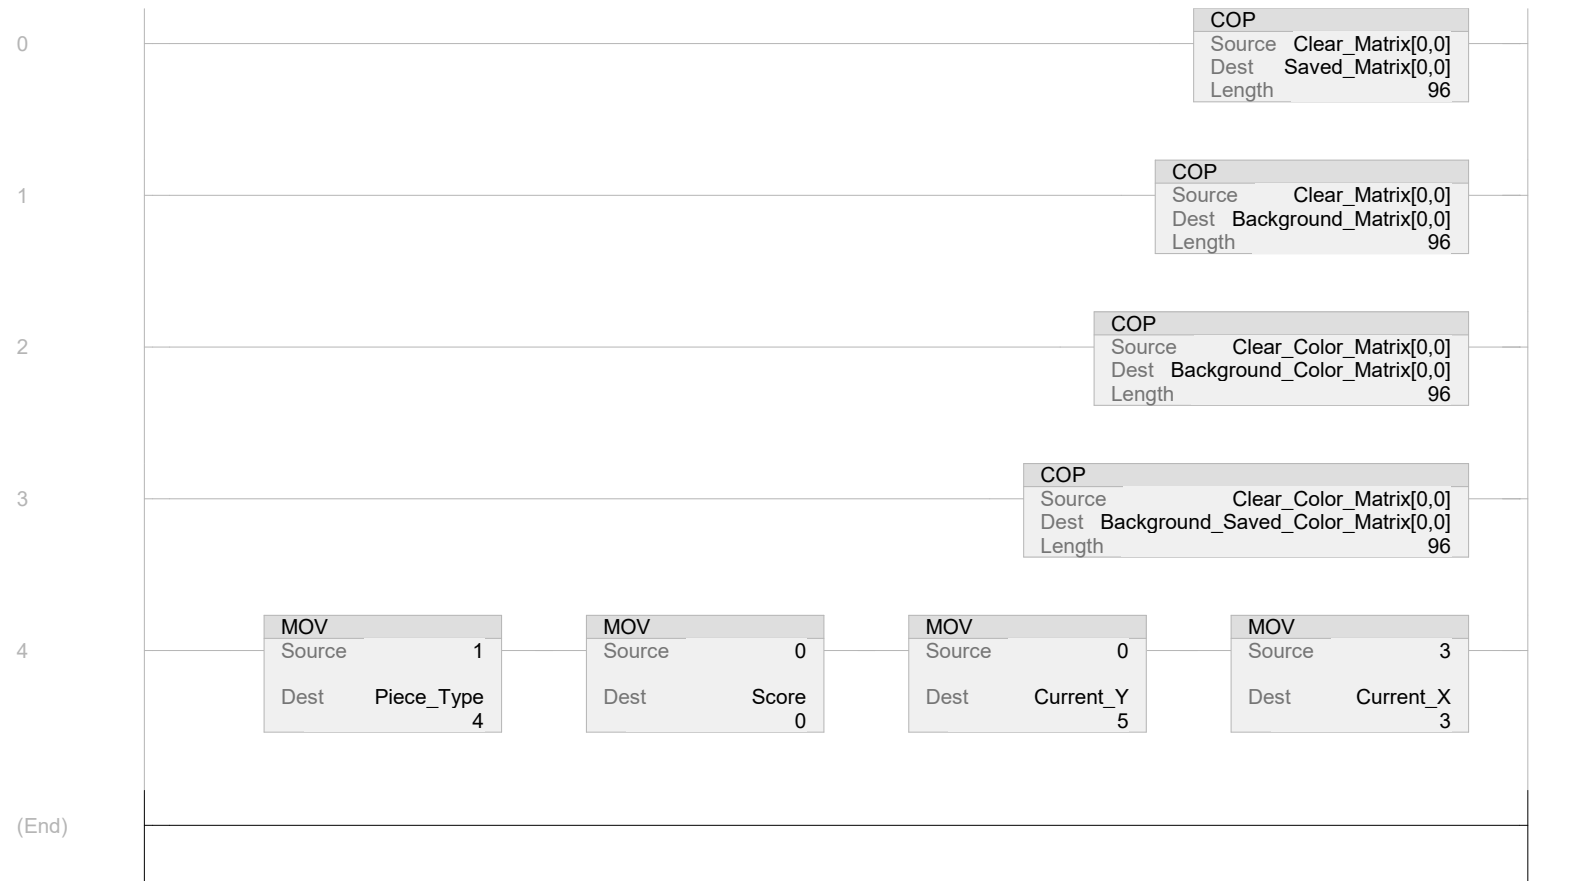 COP
0
Source Clear_Matrix[0,0]
Dest Saved_Matrix[0,0]
Length 96
COP
1
Source Clear_Matrix[0,0]
Dest Background_Matrix[0,0]
Length 96
COP
2
Source Clear_Color_Matrix[0,0]
Dest Background_Color_Matrix[0,0]
Length 96
COP
3
Source Clear_Color_Matrix[0,0]
Dest Background_Saved_Color_Matrix[0,0]
Length 96
4
MOV
Source 1
Dest Piece_Type
4
MOV
Source 0
Dest Score
0
MOV
Source 0
Dest Current_Y
5
MOV
Source 3
Dest Current_X
3
(End)